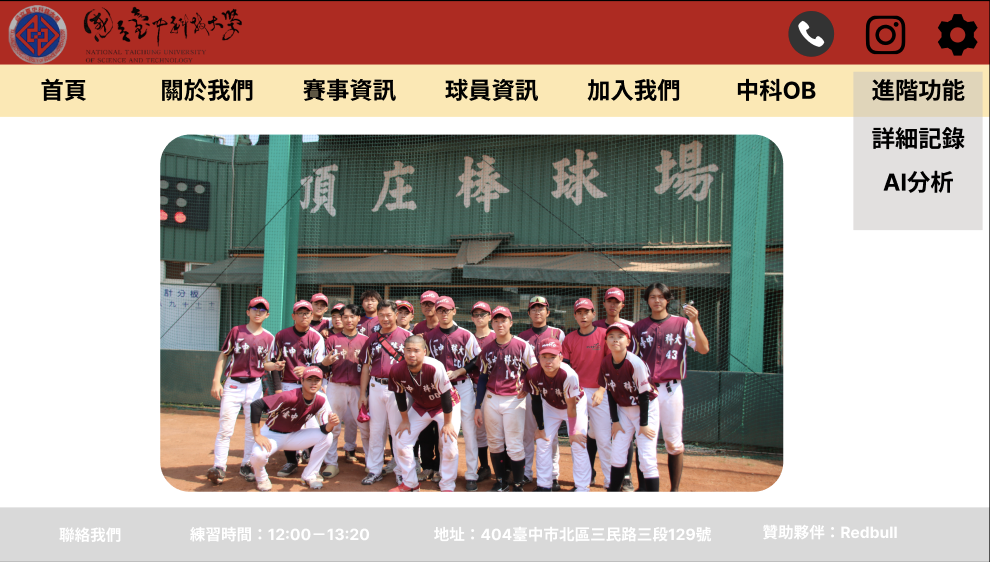 國立臺中科技大學
NATIONAL TAICHUNG UNIVERSITY
OF SCIENCE AND TECHNOLOGY
首頁
關於我們
賽事資訊
球員資訊
加入我們
中科OB
進階功能
詳細記錄
AI分析
頂庄棒球場
計分板
聯絡我們
練習時間：12:00－13:20
地址：404臺中市北區三民路三段129號
贊助夥伴：Redbull